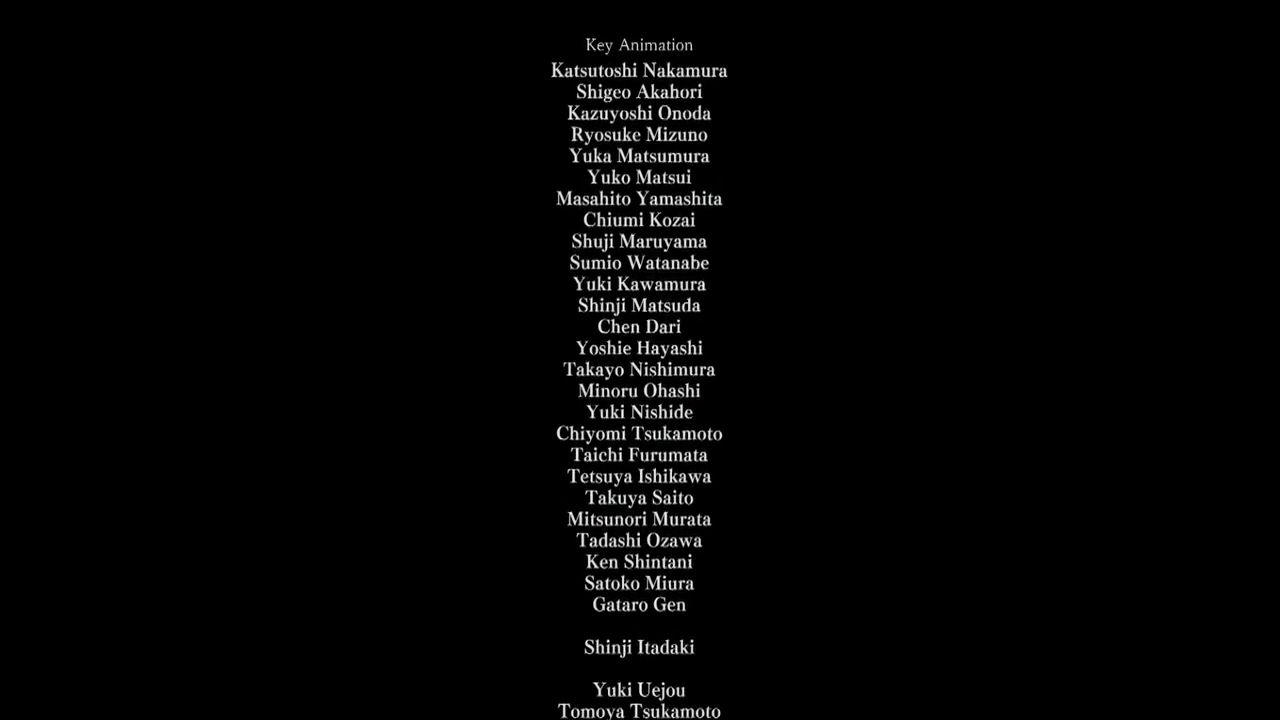 Key Animation
Katsutoshi Nakamura
Shigeo Akahori
Kazuyoshi Onoda
Ryosuke Mizuno
Yuka Matsumura
Yuko Matsui
Masahito Yamashita
Chiumi Kozai
Shuji Maruyama
Sumio Watanabe
Yuki Kawamura
Shinji Matsuda
Chen Dari
Yoshie Hayashi
Takayo Nishimura
Minoru Ohashi
Yuki Nishide
Chiyomi Tsukamoto
Taichi Furumata
Tetsuya Ishikawa
Takuya Saito
Mitsunori Murata
Tadashi Ozawa
Ken Shintani
Satoko Miura
Gataro Gen
Shinji Itadaki
Yuki Uejou
Tomoya Tsukamoto